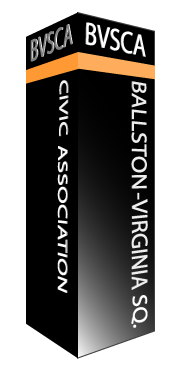 BVSCA
BVSCA
CIVIC ASSOCIATION
BALLSTON-VIRGINIA SQ.